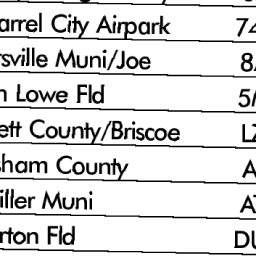 arrel City Airpark 74
rsville Muni/Joe 8
n Lowe Fld 5
ett County/Briscoe LZ
sham County A
iller Muni A
rton Fld DU